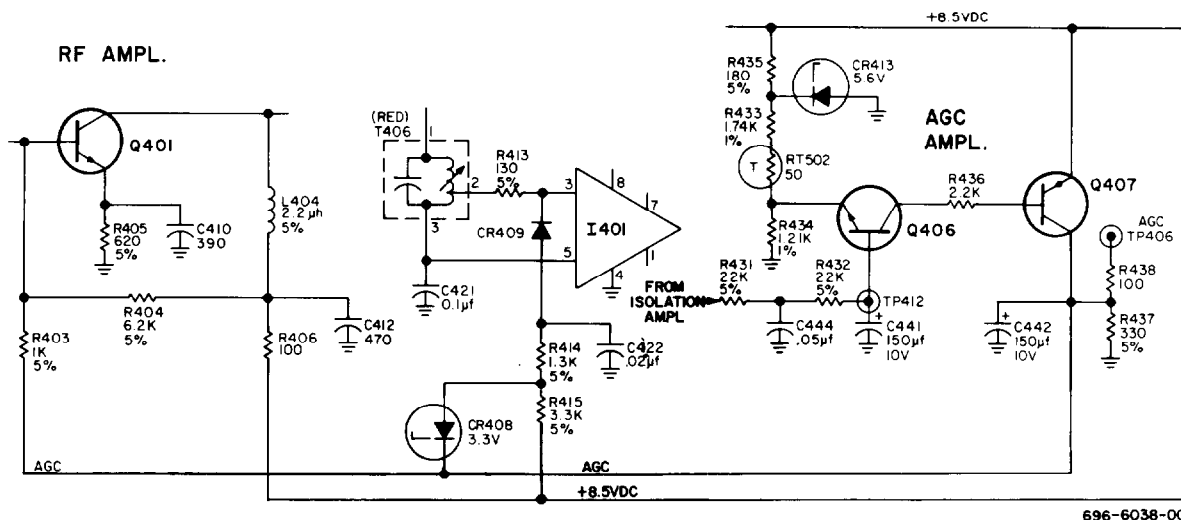 +8.5VDC
RF AMPL.
Q401
L404
2.2µh
5%
R405
620
5%
C410
390
R404
6.2K
5%
R403
1K
5%
R406
100
C412
470
AGC
(RED)
T406
1
2
3
R413
130
5%
CR409
3
5
8
7
1
4
I401
C421
0.1µf
R414
1.3K
5%
C422
.02µf
R415
3.3K
5%
CR408
3.3V
AGC
+8.5VDC
R435
180
5%
CR413
5.6V
R433
1.74K
1%
T
RT502
50
R434
1.21K
1%
AGC
AMPL.
R436
2.2K
Q406
Q407
AGC
TP406
R438
100
R437
330
5%
FROM
ISOLATION
AMPL
R431
22K
5%
R432
22K
5%
TP412
C444
.05µf
C441
150µf
10V
C442
150µf
10V
+
+
696-6038-00